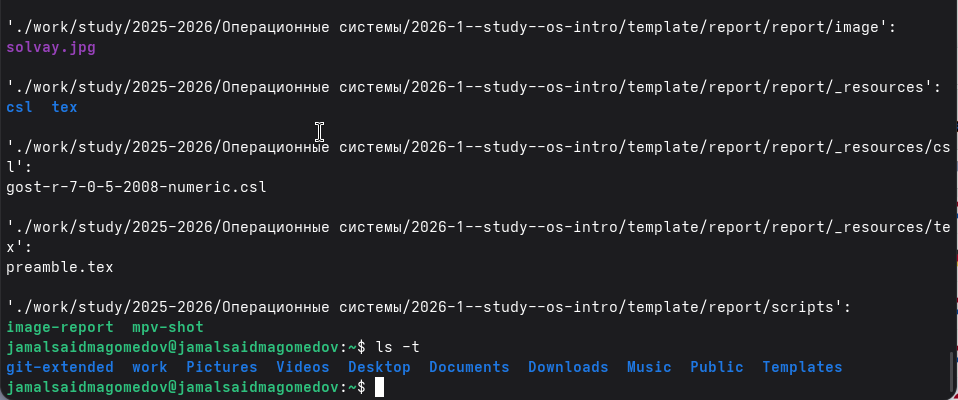 './work/study/2025-2026/Операционные системы/2026-1--study--os-intro/template/report/report/image':
solvay.jpg
'./work/study/2025-2026/Операционные системы/2026-1--study--os-intro/template/report/report/_resources':
csl  tex
'./work/study/2025-2026/Операционные системы/2026-1--study--os-intro/template/report/report/_resources/cs
l':
gost-r-7-0-5-2008-numeric.csl
'./work/study/2025-2026/Операционные системы/2026-1--study--os-intro/template/report/report/_resources/te
x':
preamble.tex
'./work/study/2025-2026/Операционные системы/2026-1--study--os-intro/template/report/scripts':
image-report  mpv-shot
jamalsaidmagomedov@jamalsaidmagomedov:~$ ls -t
git-extended  work  Pictures  Videos  Desktop  Documents  Downloads  Music  Public  Templates
jamalsaidmagomedov@jamalsaidmagomedov:~$